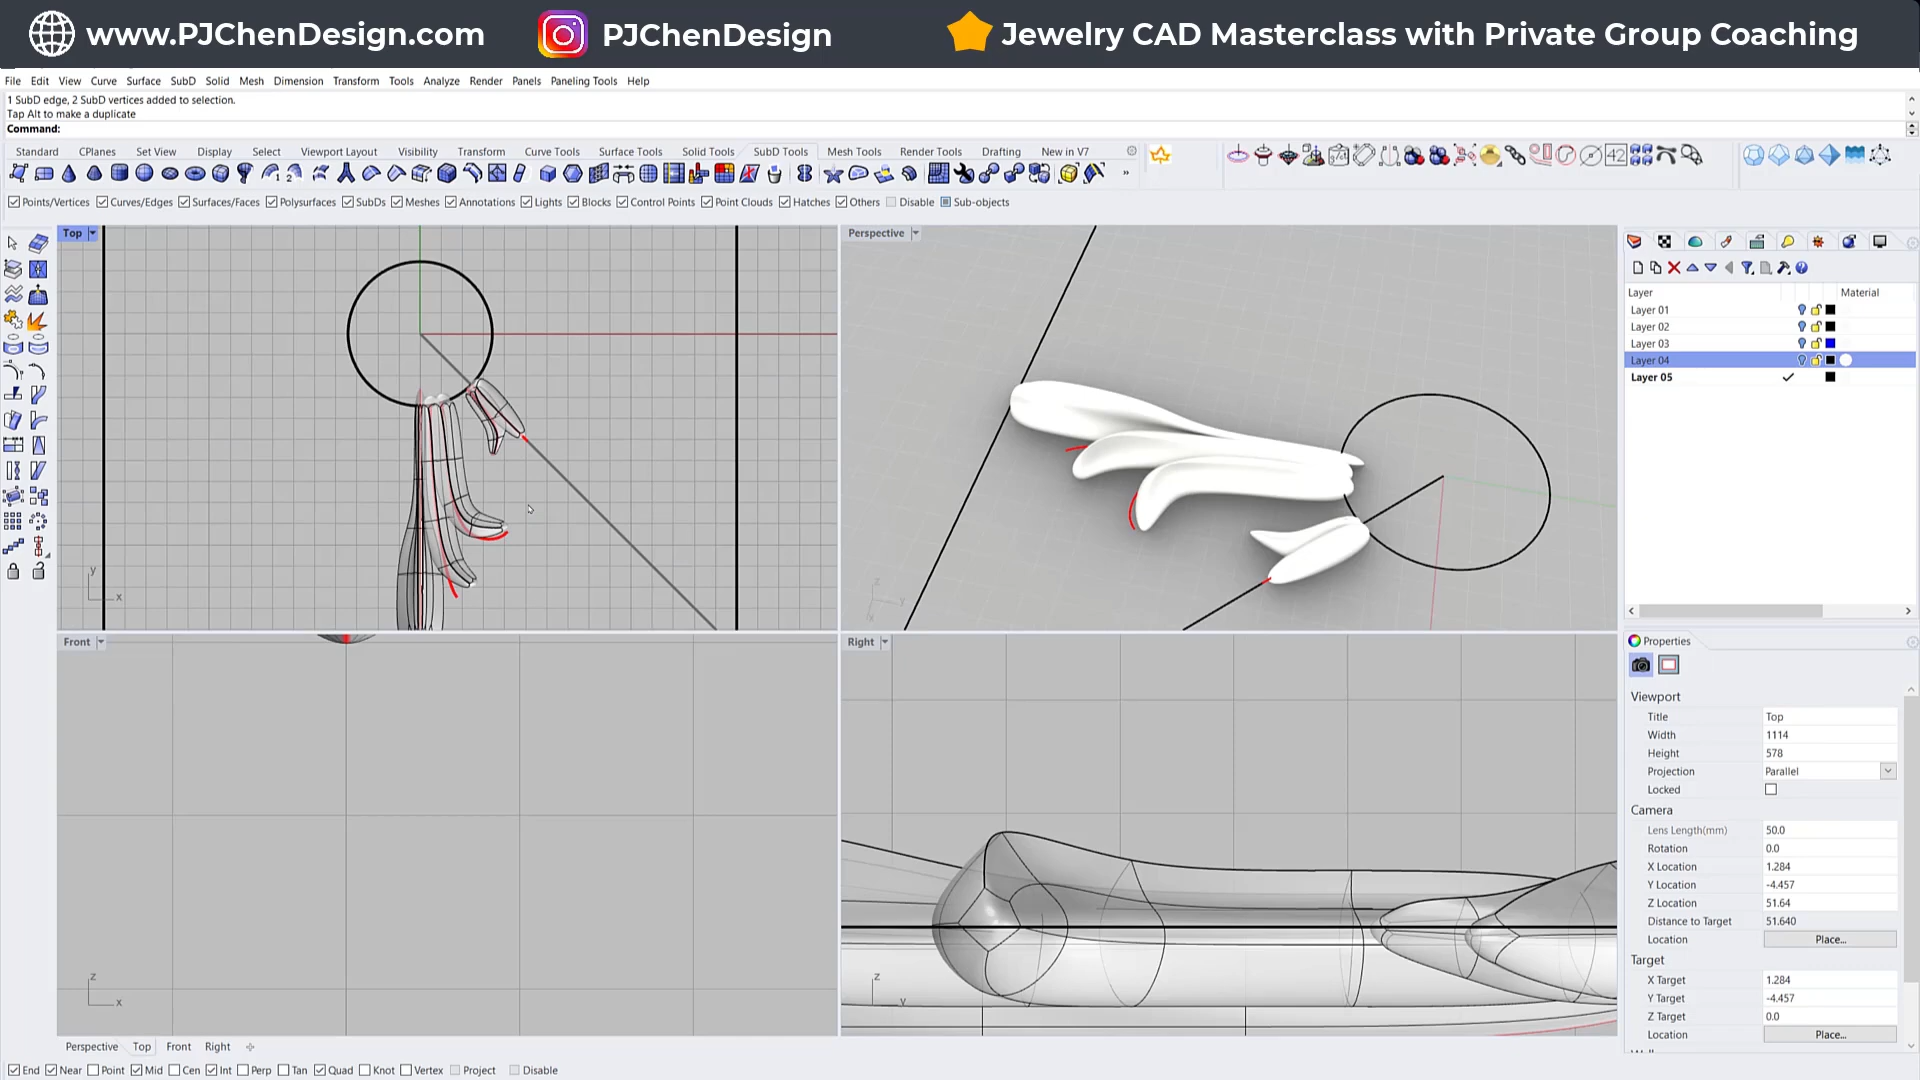 www.PJChenDesign.com PJChenDesign Jewelry CAD Masterclass with Private Group Coaching
File Edit View Curve Surface SubD Solid Mesh Dimension Transform Tools Analyze Render Panels Paneling Tools Help
1 SubD edge, 2 SubD vertices added to selection.
Tap Alt to make a duplicate
Command:
Standard CPlanes Set View Display Select Viewport Layout Visibility Transform Curve Tools Surface Tools Solid Tools SubD Tools Mesh Tools Render Tools Drafting New in V7
42
Points/Vertices Curves/Edges Surfaces/Faces Polysurfaces SubDs Meshes Annotations Lights Blocks Control Points Point Clouds Hatches Others Disable Sub-objects
Top
y
x
Perspective
z
y
x
Front
z
x
Right
z
y
Layer Material
Layer 01
Layer 02
Layer 03
Layer 04
Layer 05
Properties
Viewport
Title Top
Width 1114
Height 578
Projection Parallel
Locked
Camera
Lens Length(mm) 50.0
Rotation 0.0
X Location 1.284
Y Location -4.457
Z Location 51.64
Distance to Target 51.640
Location Place...
Target
X Target 1.284
Y Target -4.457
Z Target 0.0
Location Place...
Perspective Top Front Right
End Near Point Mid Cen Int Perp Tan Quad Knot Vertex Project Disable